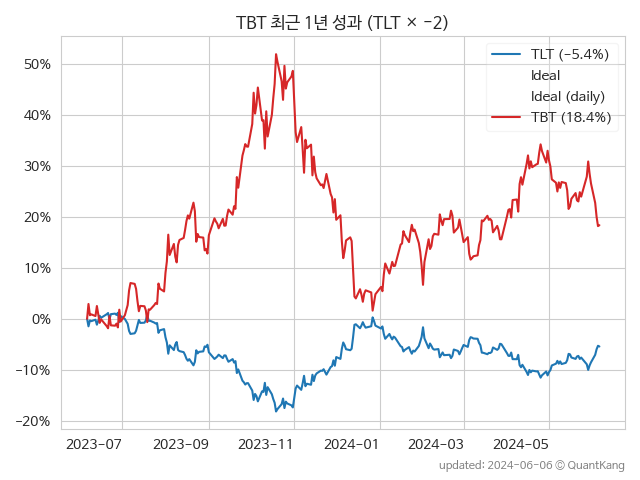 TBT 최근 1년 성과 (TLT × −2)
TLT (−5.4%)
Ideal
Ideal (daily)
TBT (18.4%)
50%
40%
30%
20%
10%
0%
−10%
−20%
2023-07
2023-09
2023-11
2024-01
2024-03
2024-05
updated: 2024-06-06 © QuantKang